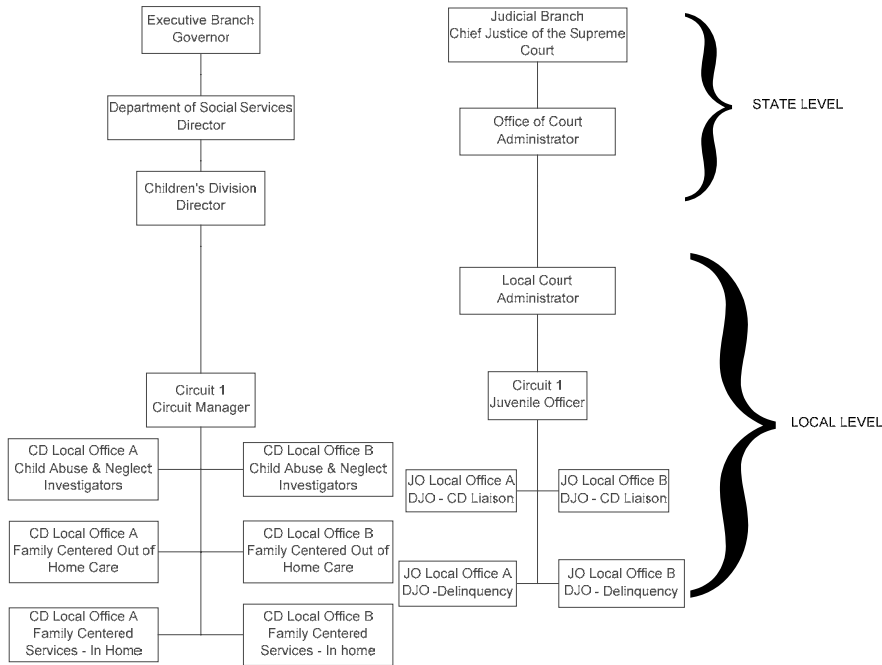 Executive Branch
Governor
Department of Social Services
Director
Children's Division
Director
Circuit 1
Circuit Manager
CD Local Office A
Child Abuse & Neglect
Investigators
CD Local Office B
Child Abuse & Neglect
Investigators
CD Local Office A
Family Centered Out of
Home Care
CD Local Office B
Family Centered Out of
Home Care
CD Local Office A
Family Centered
Services - In Home
CD Local Office B
Family Centered
Services - In home
Judicial Branch
Chief Justice of the Supreme
Court
Office of Court
Administrator
Local Court
Administrator
Circuit 1
Juvenile Officer
JO Local Office A
DJO - CD Liaison
JO Local Office B
DJO - CD Liaison
JO Local Office A
DJO -Delinquency
JO Local Office B
DJO - Delinquency
STATE LEVEL
LOCAL LEVEL